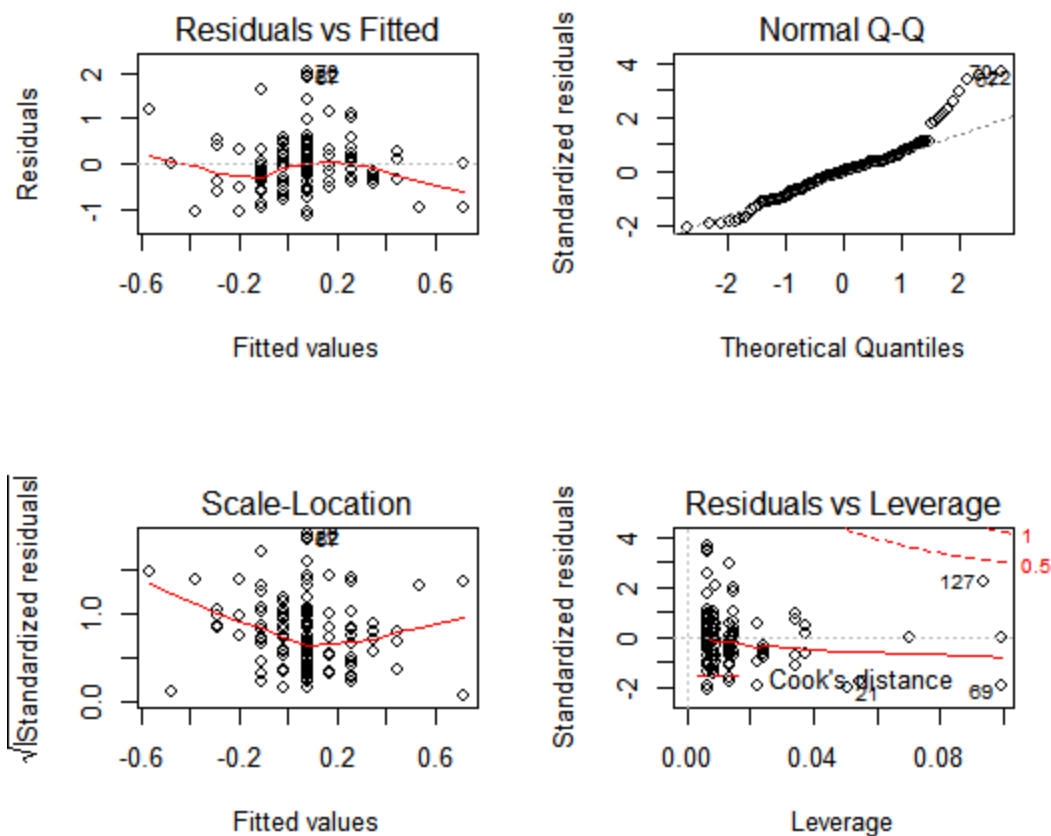 Residuals vs Fitted
Residuals
2
1
0
-1
-0.6
-0.2
0.2
0.6
Fitted values
Normal Q-Q
Standardized residuals
4
2
0
-2
-2
-1
0
1
2
Theoretical Quantiles
Scale-Location
√|Standardized residuals|
1.0
0.0
-0.6
-0.2
0.2
0.6
Fitted values
Residuals vs Leverage
Standardized residuals
4
2
0
-2
1
0.5
127
Cook's distance
21
69
0.00
0.04
0.08
Leverage